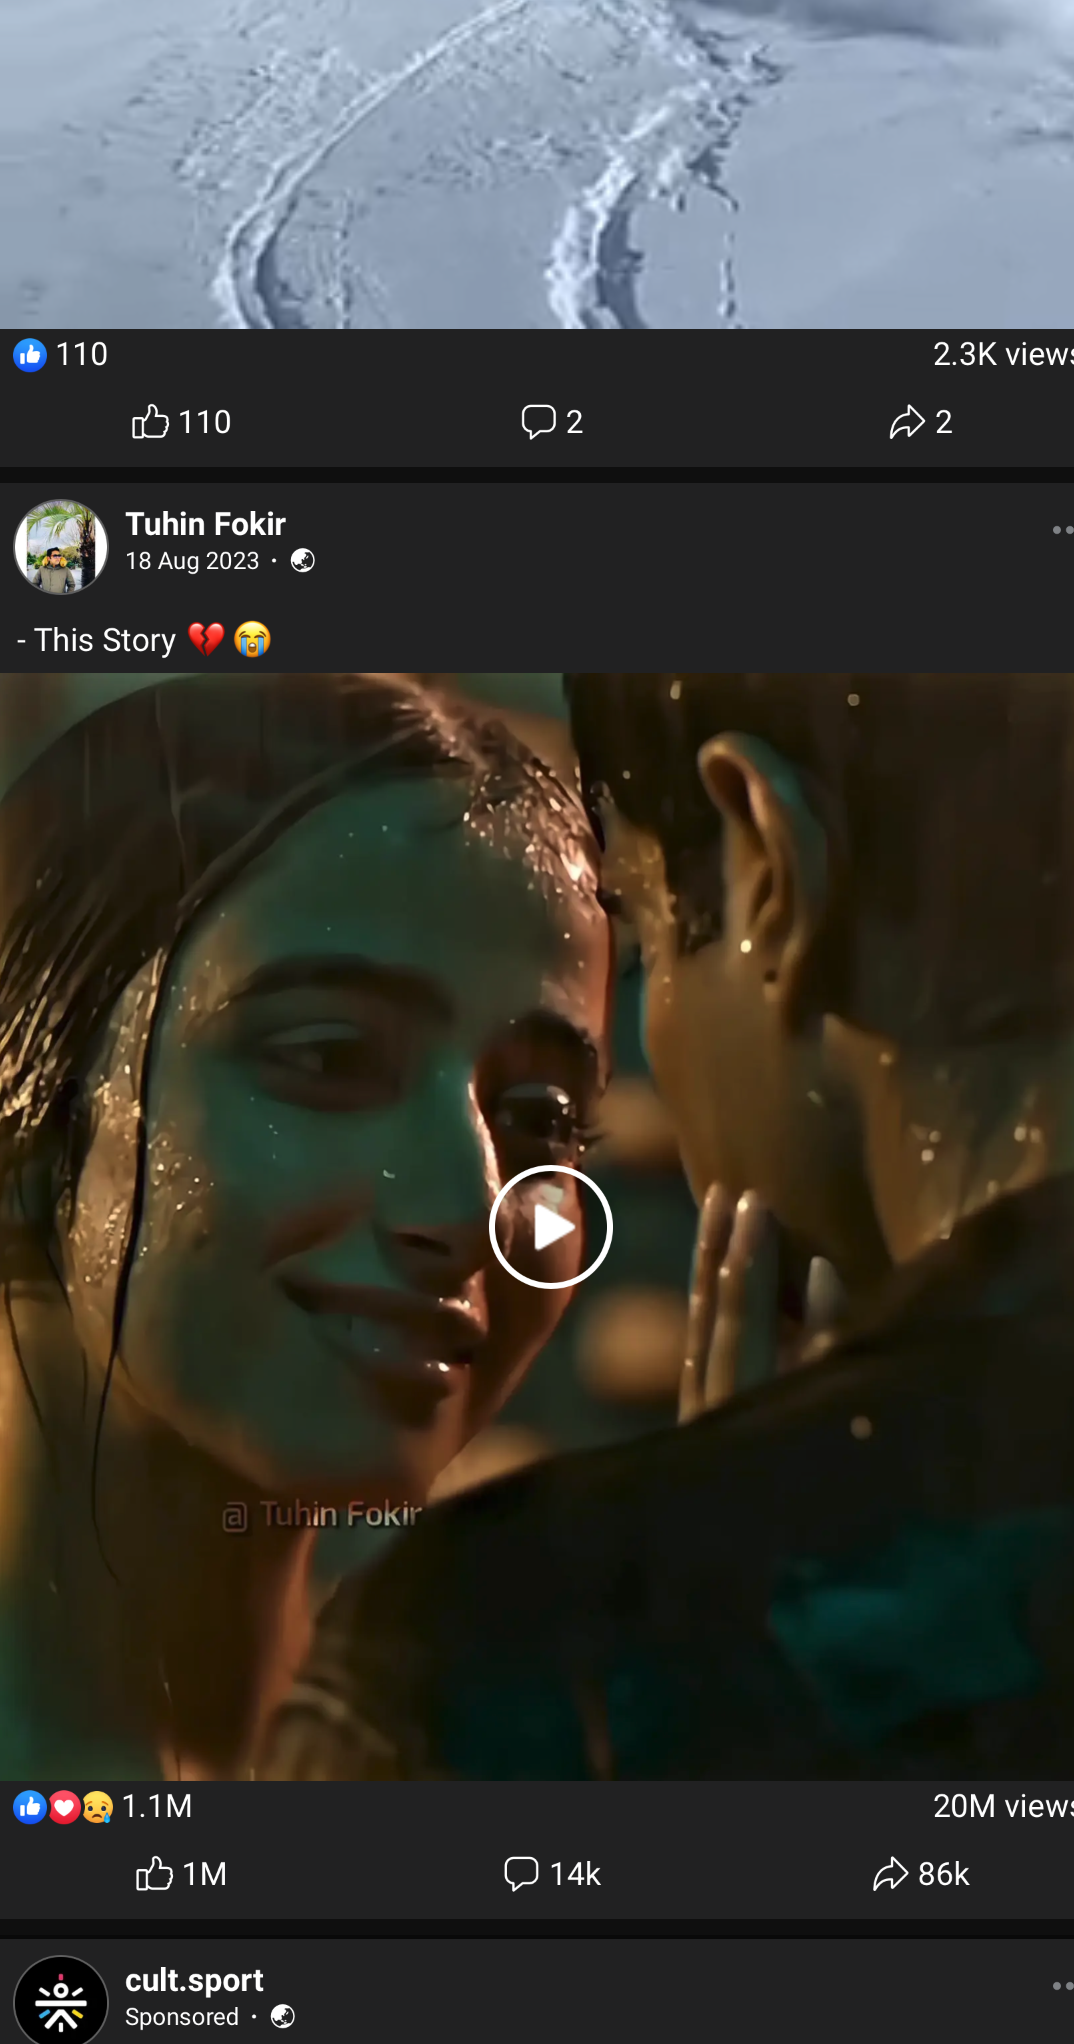 110
2.3K views
110
2
2
Tuhin Fokir
18 Aug 2023 ·
- This Story 💔 😭
@ Tuhin Fokir
1.1M
20M views
1M
14k
86k
cult.sport
Sponsored ·